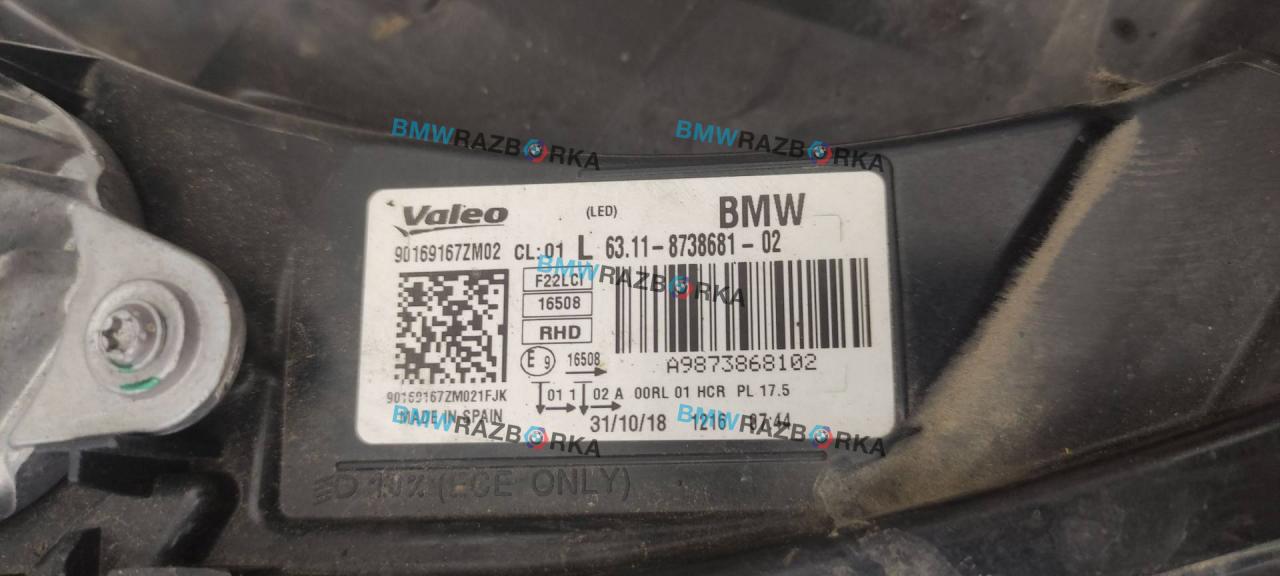 BMWRAZBORKA BMWRAZBORKA
Valeo (LED) BMW
90169167ZM02 CL:01 L 63.11-8738681-02
BMWRAZBORKA
F22LCI
16508
RHD
E9 16508
A9873868102
90169167ZM021FJK
01 1 02 A 00RL 01 HCR PL 17.5
MADE IN SPAIN 31/10/18 1216 07:44
BMWRAZBORKA BMWRAZBORKA
(ECE ONLY)